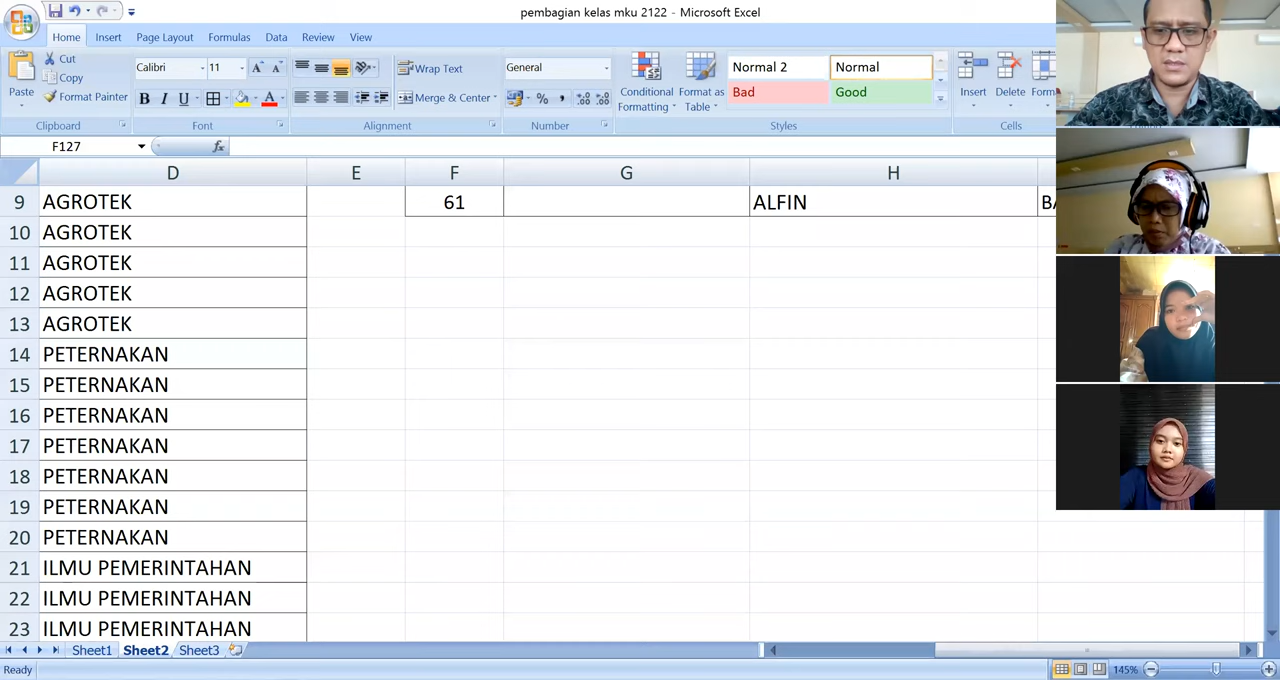 pembagian kelas mku 2122 - Microsoft Excel
Home Insert Page Layout Formulas Data Review View
Paste Cut Copy Format Painter
Clipboard
Calibri 11
B I U A
Font
Wrap Text
Merge & Center
Alignment
General
%
Number
Conditional Formatting
Format as Table
Normal 2 Normal
Bad Good
Styles
Insert Delete
Cells
F127 fx
D E F G H
9 AGROTEK 61 ALFIN
10 AGROTEK
11 AGROTEK
12 AGROTEK
13 AGROTEK
14 PETERNAKAN
15 PETERNAKAN
16 PETERNAKAN
17 PETERNAKAN
18 PETERNAKAN
19 PETERNAKAN
20 PETERNAKAN
21 ILMU PEMERINTAHAN
22 ILMU PEMERINTAHAN
23 ILMU PEMERINTAHAN
Sheet1 Sheet2 Sheet3
Ready 145%